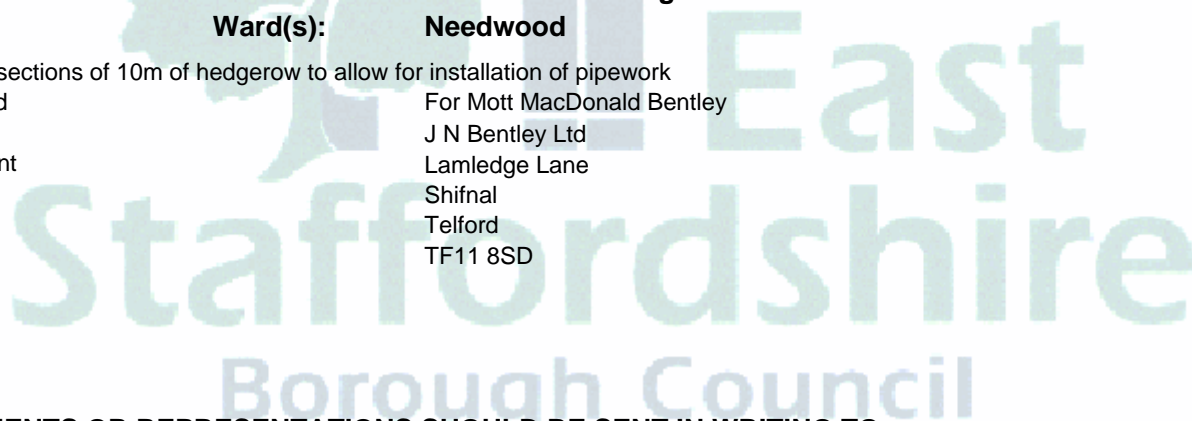 Ward(s): Needwood
sections of 10m of hedgerow to allow for installation of pipework
For Mott MacDonald Bentley
J N Bentley Ltd
Lamledge Lane
Shifnal
Telford
TF11 8SD
East
Staffordshire
Borough Council